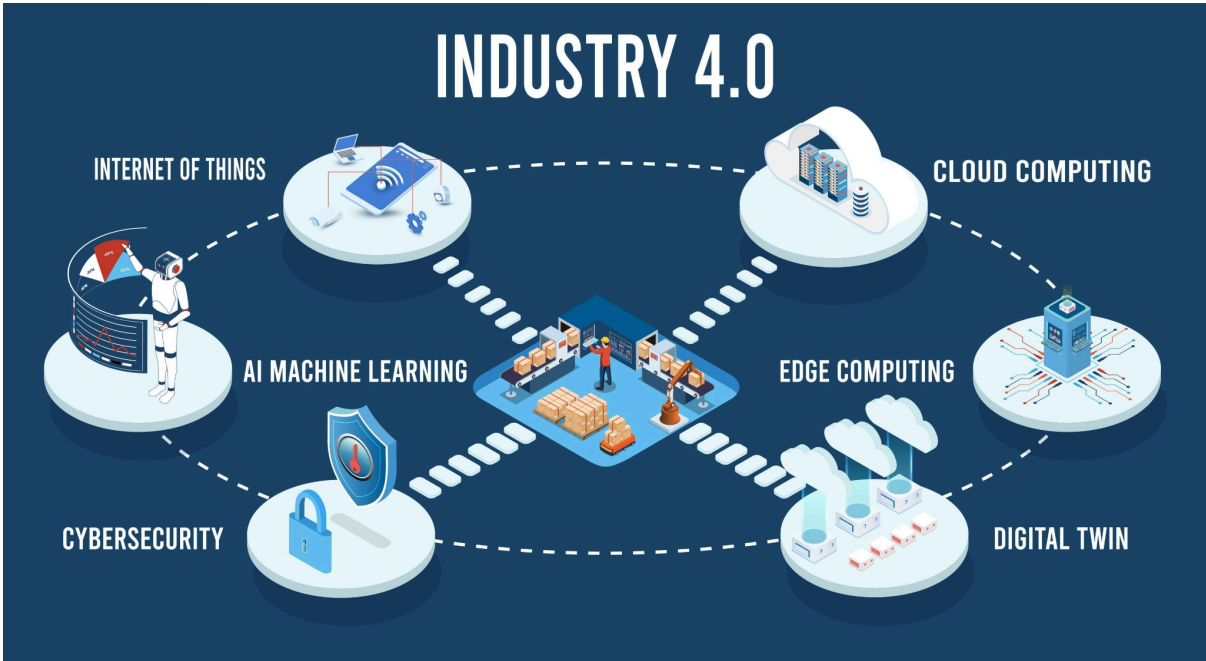 INDUSTRY 4.0
INTERNET OF THINGS
CLOUD COMPUTING
AI MACHINE LEARNING
EDGE COMPUTING
CYBERSECURITY
DIGITAL TWIN